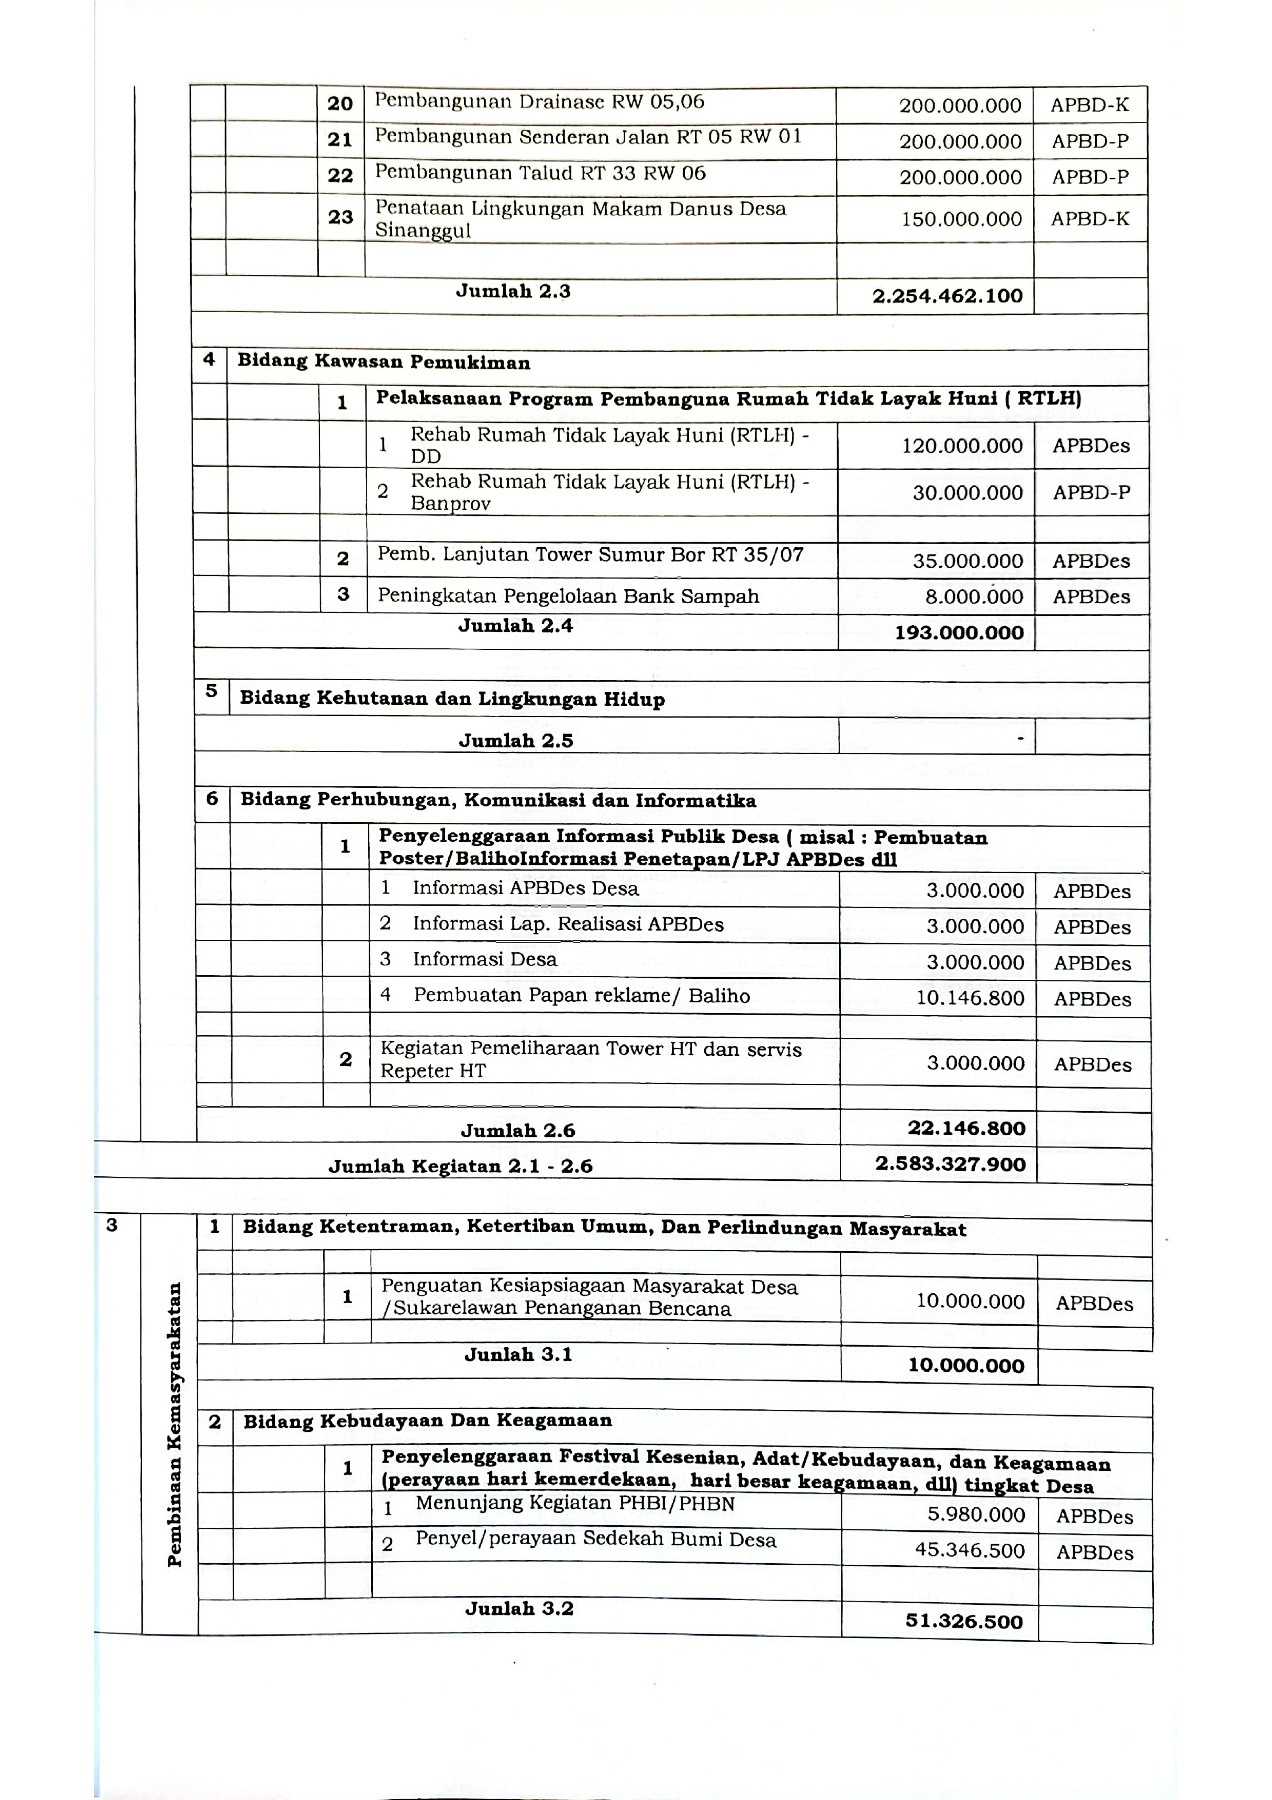 20 Pembangunan Drainase RW 05,06 200.000.000 APBD-K
21 Pembangunan Senderan Jalan RT 05 RW 01 200.000.000 APBD-P
22 Pembangunan Talud RT 33 RW 06 200.000.000 APBD-P
23 Penataan Lingkungan Makam Danus Desa
Sinanggul 150.000.000 APBD-K
Jumlah 2.3 2.254.462.100
4 Bidang Kawasan Pemukiman
1 Pelaksanaan Program Pembanguna Rumah Tidak Layak Huni ( RTLH)
1 Rehab Rumah Tidak Layak Huni (RTLH) -
DD 120.000.000 APBDes
2 Rehab Rumah Tidak Layak Huni (RTLH) -
Banprov 30.000.000 APBD-P
2 Pemb. Lanjutan Tower Sumur Bor RT 35/07 35.000.000 APBDes
3 Peningkatan Pengelolaan Bank Sampah 8.000.000 APBDes
Jumlah 2.4 193.000.000
5 Bidang Kehutanan dan Lingkungan Hidup
Jumlah 2.5 -
6 Bidang Perhubungan, Komunikasi dan Informatika
1 Penyelenggaraan Informasi Publik Desa ( misal : Pembuatan
Poster/BalihoInformasi Penetapan/LPJ APBDes dll
1 Informasi APBDes Desa 3.000.000 APBDes
2 Informasi Lap. Realisasi APBDes 3.000.000 APBDes
3 Informasi Desa 3.000.000 APBDes
4 Pembuatan Papan reklame/ Baliho 10.146.800 APBDes
2 Kegiatan Pemeliharaan Tower HT dan servis
Repeter HT 3.000.000 APBDes
Jumlah 2.6 22.146.800
Jumlah Kegiatan 2.1 - 2.6 2.583.327.900
3 Pembinaan Kemasyarakatan
1 Bidang Ketentraman, Ketertiban Umum, Dan Perlindungan Masyarakat
1 Penguatan Kesiapsiagaan Masyarakat Desa
/Sukarelawan Penanganan Bencana 10.000.000 APBDes
Junlah 3.1 10.000.000
2 Bidang Kebudayaan Dan Keagamaan
1 Penyelenggaraan Festival Kesenian, Adat/Kebudayaan, dan Keagamaan
(perayaan hari kemerdekaan, hari besar keagamaan, dll) tingkat Desa
1 Menunjang Kegiatan PHBI/PHBN 5.980.000 APBDes
2 Penyel/perayaan Sedekah Bumi Desa 45.346.500 APBDes
Junlah 3.2 51.326.500